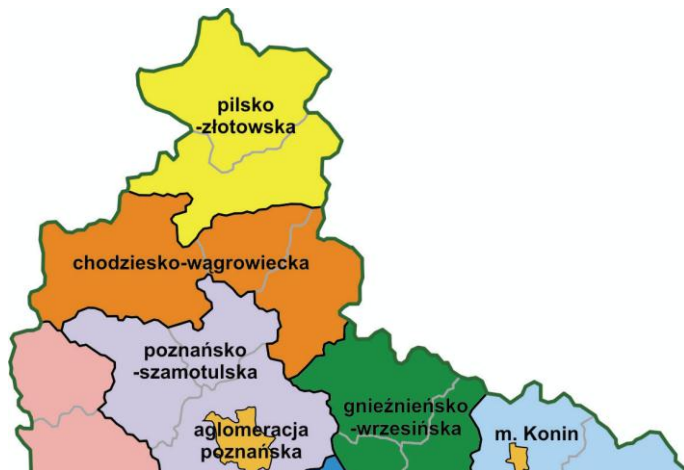 pilsko
-złotowska
chodziesko-wągrowiecka
poznańsko
-szamotulska
gnieźnieńsko
-wrzesińska
aglomeracja
poznańska
m. Konin